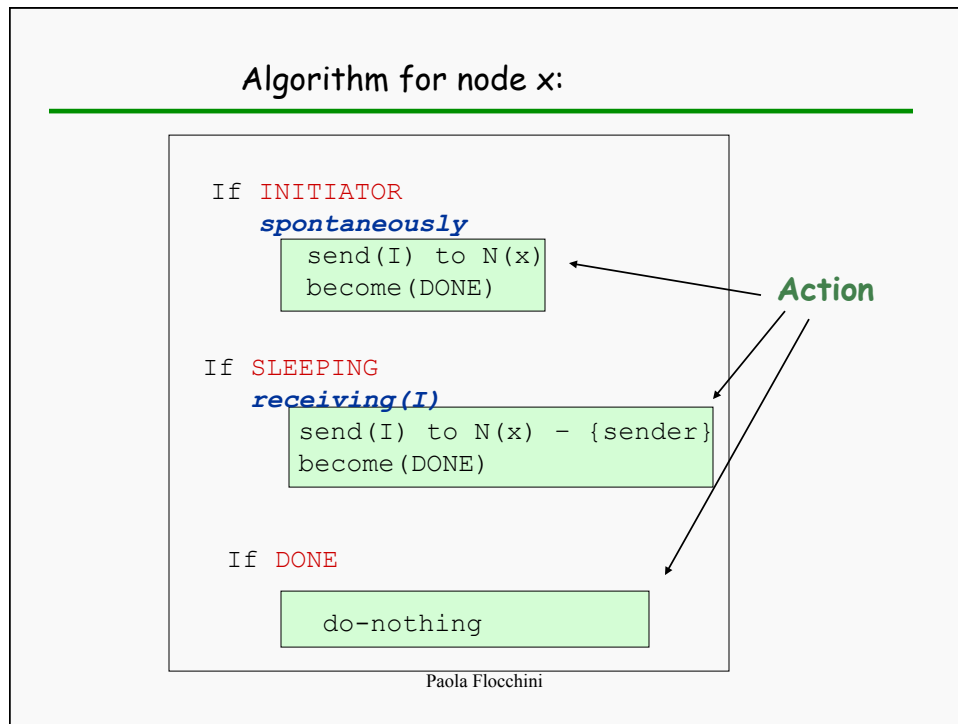 Algorithm for node x:
If INITIATOR
spontaneously
send(I) to N(x)
become(DONE)
Action
If SLEEPING
receiving(I)
send(I) to N(x) – {sender}
become(DONE)
If DONE
do-nothing
Paola Flocchini